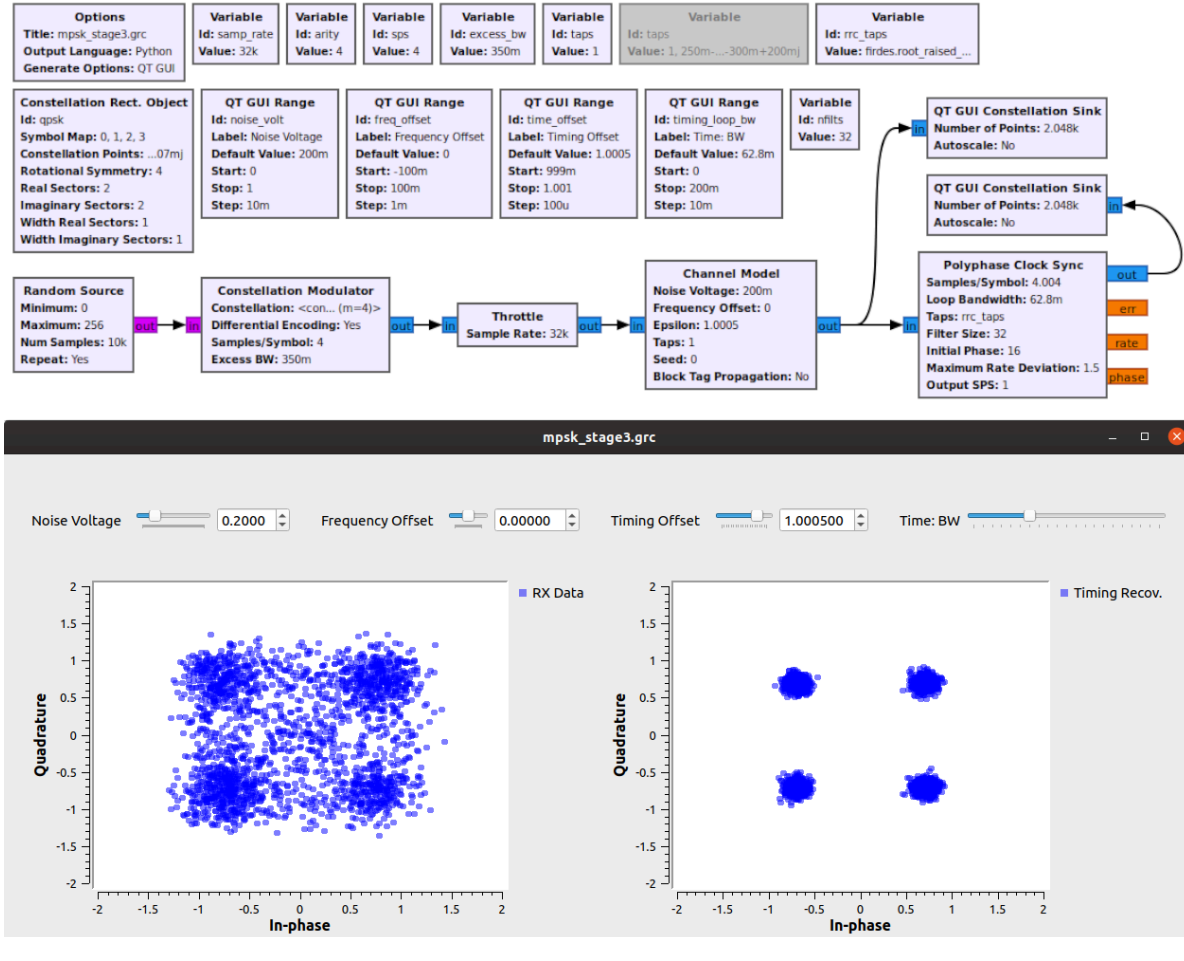 Options
Title: mpsk_stage3.grc
Output Language: Python
Generate Options: QT GUI
Variable
Id: samp_rate
Value: 32k
Variable
Id: arity
Value: 4
Variable
Id: sps
Value: 4
Variable
Id: excess_bw
Value: 350m
Variable
Id: taps
Value: 1
Variable
Id: taps
Value: 1, 250m-...-300m+200mj
Variable
Id: rrc_taps
Value: firdes.root_raised_...
Constellation Rect. Object
Id: qpsk
Symbol Map: 0, 1, 2, 3
Constellation Points: ...07mj
Rotational Symmetry: 4
Real Sectors: 2
Imaginary Sectors: 2
Width Real Sectors: 1
Width Imaginary Sectors: 1
QT GUI Range
Id: noise_volt
Label: Noise Voltage
Default Value: 200m
Start: 0
Stop: 1
Step: 10m
QT GUI Range
Id: freq_offset
Label: Frequency Offset
Default Value: 0
Start: -100m
Stop: 100m
Step: 1m
QT GUI Range
Id: time_offset
Label: Timing Offset
Default Value: 1.0005
Start: 999m
Stop: 1.001
Step: 100u
QT GUI Range
Id: timing_loop_bw
Label: Time: BW
Default Value: 62.8m
Start: 0
Stop: 200m
Step: 10m
Variable
Id: nfilts
Value: 32
QT GUI Constellation Sink
Number of Points: 2.048k
Autoscale: No
in
QT GUI Constellation Sink
Number of Points: 2.048k
Autoscale: No
in
Random Source
Minimum: 0
Maximum: 256
Num Samples: 10k
Repeat: Yes
out
in
Constellation Modulator
Constellation: <con... (m=4)>
Differential Encoding: Yes
Samples/Symbol: 4
Excess BW: 350m
out
in
Throttle
Sample Rate: 32k
out
in
Channel Model
Noise Voltage: 200m
Frequency Offset: 0
Epsilon: 1.0005
Taps: 1
Seed: 0
Block Tag Propagation: No
out
in
Polyphase Clock Sync
Samples/Symbol: 4.004
Loop Bandwidth: 62.8m
Taps: rrc_taps
Filter Size: 32
Initial Phase: 16
Maximum Rate Deviation: 1.5
Output SPS: 1
out
err
rate
phase
mpsk_stage3.grc
Noise Voltage 0.2000
Frequency Offset 0.00000
Timing Offset 1.000500
Time: BW
RX Data
Quadrature
2
1.5
1
0.5
0
-0.5
-1
-1.5
-2
-2 -1.5 -1 -0.5 0 0.5 1 1.5 2
In-phase
Timing Recov.
Quadrature
2
1.5
1
0.5
0
-0.5
-1
-1.5
-2
-2 -1.5 -1 -0.5 0 0.5 1 1.5 2
In-phase